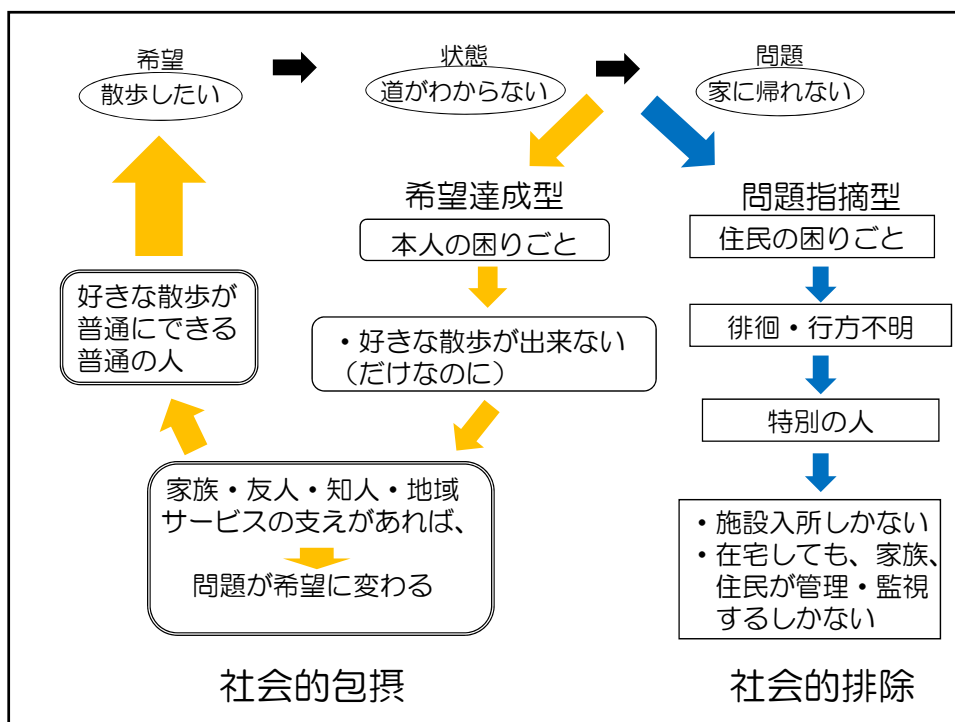 希望
散歩したい
状態
道がわからない
問題
家に帰れない
希望達成型
本人の困りごと
・好きな散歩が出来ない
（だけなのに）
家族・友人・知人・地域
サービスの支えがあれば、
問題が希望に変わる
好きな散歩が
普通にできる
普通の人
社会的包摂
問題指摘型
住民の困りごと
徘徊・行方不明
特別の人
・施設入所しかない
・在宅しても、家族、
住民が管理・監視
するしかない
社会的排除